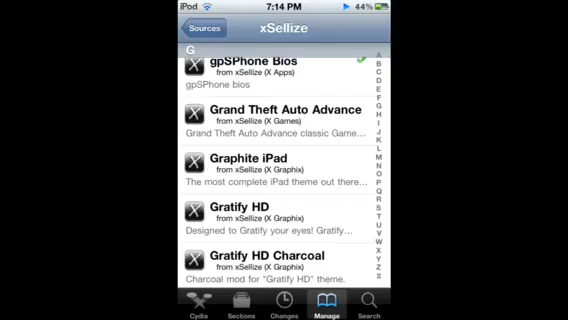 iPod 7:14 PM 44%
Sources xSellize
G
gpSPhone Bios
from xSellize (X Apps)
gpSPhone bios
Grand Theft Auto Advance
from xSellize (X Games)
Grand Theft Auto Advance classic Game...
Graphite iPad
from xSellize (X Graphix)
The most complete iPad theme out there...
Gratify HD
from xSellize (X Graphix)
Designed to Gratify your eyes! Gratify...
Gratify HD Charcoal
from xSellize (X Graphix)
Charcoal mod for "Gratify HD" theme.
A
B
C
D
E
F
G
H
I
J
K
L
M
N
O
P
Q
R
S
T
U
V
W
X
Y
Z
#
Cydia Sections Changes Manage Search